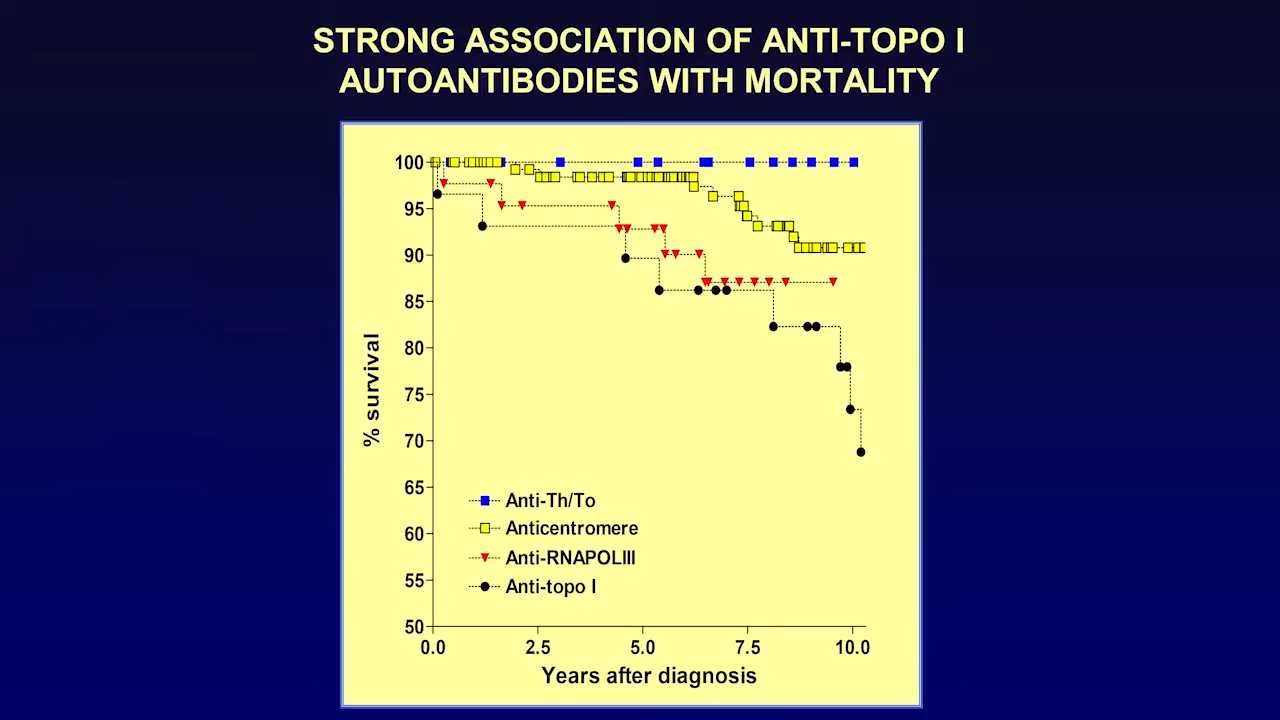 STRONG ASSOCIATION OF ANTI-TOPO I
AUTOANTIBODIES WITH MORTALITY
100
95
90
85
80
75
70
65
60
55
50
% survival
Anti-Th/To
Anticentromere
Anti-RNAPOLIII
Anti-topo I
0.0 2.5 5.0 7.5 10.0
Years after diagnosis